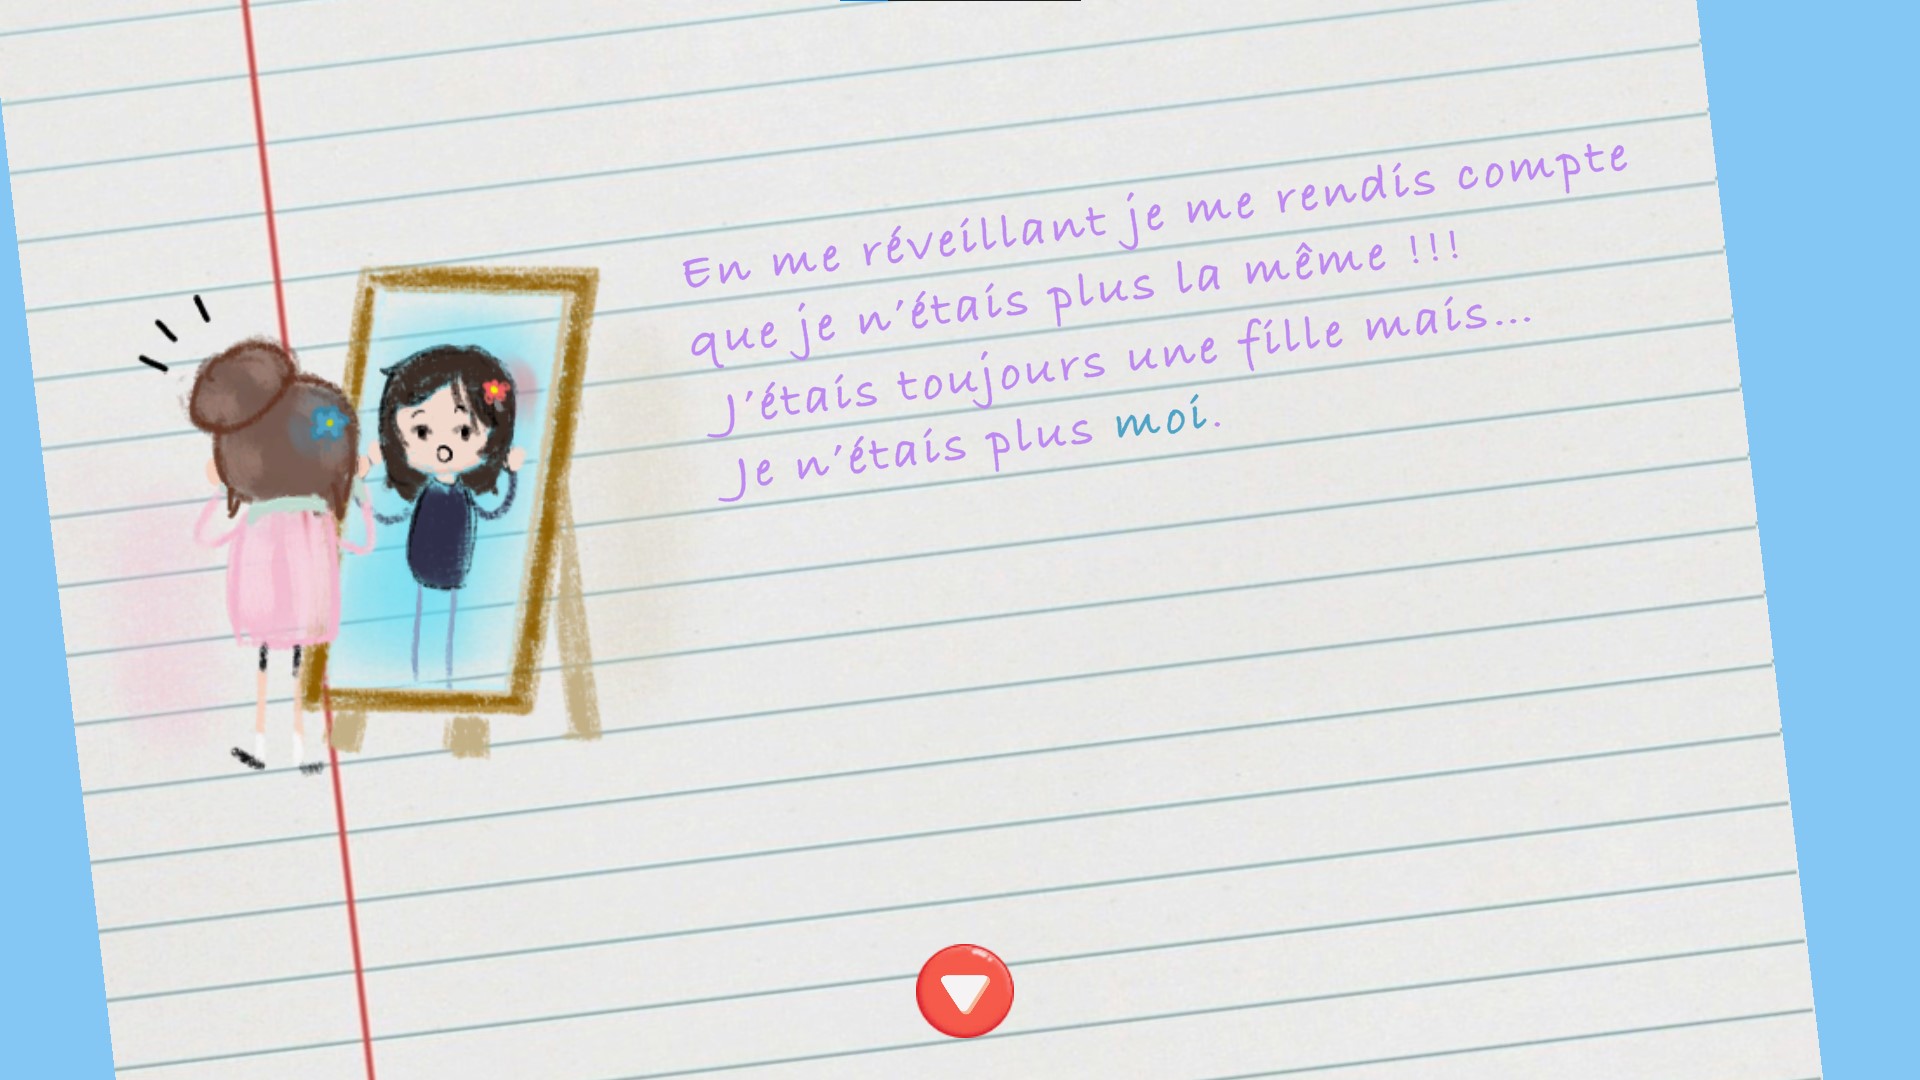 En me réveillant je me rendis compte
que je n'étais plus la même !!!
J'étais toujours une fille mais...
Je n'étais plus moi.